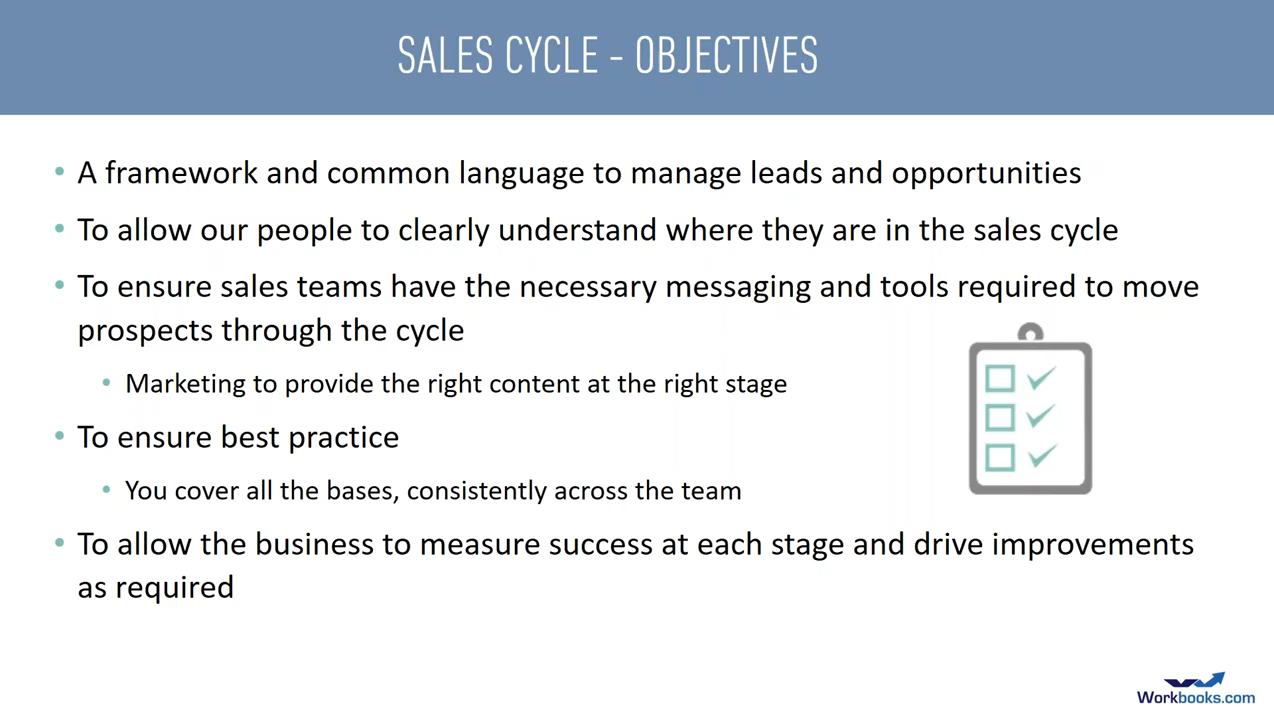 SALES CYCLE - OBJECTIVES
• A framework and common language to manage leads and opportunities
• To allow our people to clearly understand where they are in the sales cycle
• To ensure sales teams have the necessary messaging and tools required to move
prospects through the cycle
• Marketing to provide the right content at the right stage
• To ensure best practice
• You cover all the bases, consistently across the team
• To allow the business to measure success at each stage and drive improvements
as required
Workbooks.com